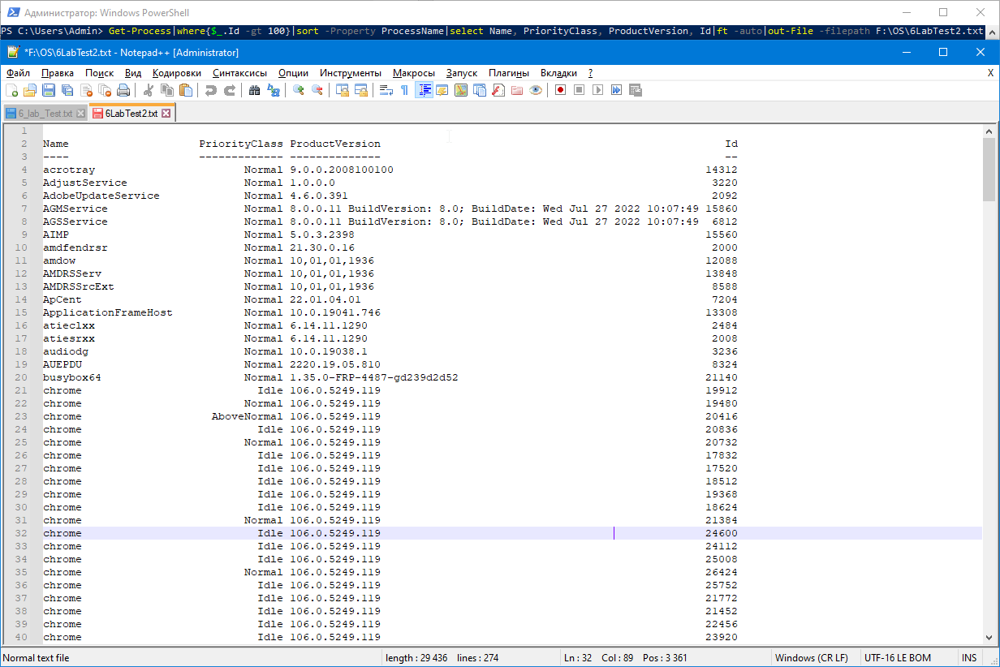 Администратор: Windows PowerShell
PS C:\Users\Admin> Get-Process|where{$_.Id -gt 100}|sort -Property ProcessName|select Name, PriorityClass, ProductVersion, Id|ft -auto|out-File -filepath F:\OS\6LabTest2.txt
*F:\OS\6LabTest2.txt - Notepad++ [Administrator]
Файл Правка Поиск Вид Кодировки Синтаксисы Опции Инструменты Макросы Запуск Плагины Вкладки ? X
6_lab_Test.txt 6LabTest2.txt
1
2 Name PriorityClass ProductVersion Id
3 ---- ------------- -------------- --
4 acrotray Normal 9.0.0.2008100100 14312
5 AdjustService Normal 1.0.0.0 3220
6 AdobeUpdateService Normal 4.6.0.391 2092
7 AGMService Normal 8.0.0.11 BuildVersion: 8.0; BuildDate: Wed Jul 27 2022 10:07:49 15860
8 AGSService Normal 8.0.0.11 BuildVersion: 8.0; BuildDate: Wed Jul 27 2022 10:07:49 6812
9 AIMP Normal 5.0.3.2398 15560
10 amdfendrsr Normal 21.30.0.16 2000
11 amdow Normal 10,01,01,1936 12088
12 AMDRSServ Normal 10,01,01,1936 13848
13 AMDRSSrcExt Normal 10,01,01,1936 8588
14 ApCent Normal 22.01.04.01 7204
15 ApplicationFrameHost Normal 10.0.19041.746 13308
16 atieclxx Normal 6.14.11.1290 2484
17 atiesrxx Normal 6.14.11.1290 2008
18 audiodg Normal 10.0.19038.1 3236
19 AUEPDU Normal 2220.19.05.810 8324
20 busybox64 Normal 1.35.0-FRP-4487-gd239d2d52 21140
21 chrome Idle 106.0.5249.119 19912
22 chrome Normal 106.0.5249.119 19480
23 chrome AboveNormal 106.0.5249.119 20416
24 chrome Idle 106.0.5249.119 20836
25 chrome Normal 106.0.5249.119 20732
26 chrome Idle 106.0.5249.119 17832
27 chrome Idle 106.0.5249.119 17520
28 chrome Idle 106.0.5249.119 18512
29 chrome Idle 106.0.5249.119 19368
30 chrome Idle 106.0.5249.119 18624
31 chrome Normal 106.0.5249.119 21384
32 chrome Idle 106.0.5249.119 24600
33 chrome Idle 106.0.5249.119 24112
34 chrome Idle 106.0.5249.119 25008
35 chrome Normal 106.0.5249.119 26424
36 chrome Idle 106.0.5249.119 25752
37 chrome Idle 106.0.5249.119 21772
38 chrome Idle 106.0.5249.119 21452
39 chrome Idle 106.0.5249.119 22456
40 chrome Idle 106.0.5249.119 23920
Normal text file length : 29 436 lines : 274 Ln : 32 Col : 89 Pos : 3 361 Windows (CR LF) UTF-16 LE BOM INS